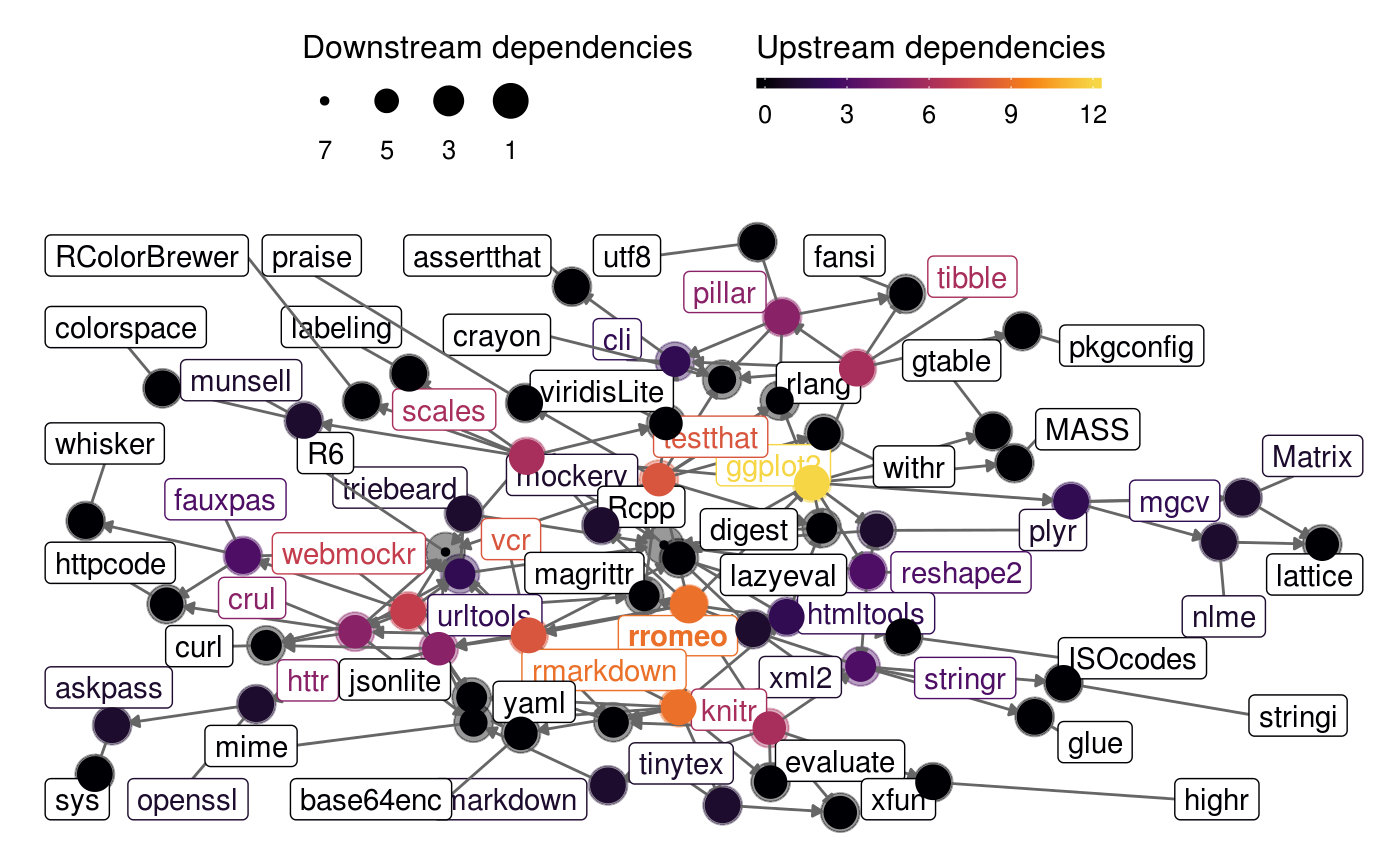 Downstream dependencies
Upstream dependencies
7 5 3 1
0 3 6 9 12
RColorBrewer
praise
assertthat
utf8
fansi
tibble
pillar
colorspace
labeling
crayon
cli
gtable
pkgconfig
munsell
viridisLite
rlang
scales
MASS
whisker
R6
testthat
ggplot2
withr
Matrix
mockery
triebeard
fauxpas
Rcpp
mgcv
digest
plyr
webmockr
vcr
httpcode
magrittr
lazyeval
reshape2
lattice
crul
urltools
htmltools
nlme
rromeo
curl
ISOcodes
rmarkdown
askpass
httr
jsonlite
xml2
stringr
yaml
knitr
stringi
mime
glue
tinytex
evaluate
sys
openssl
base64enc
markdown
xfun
highr